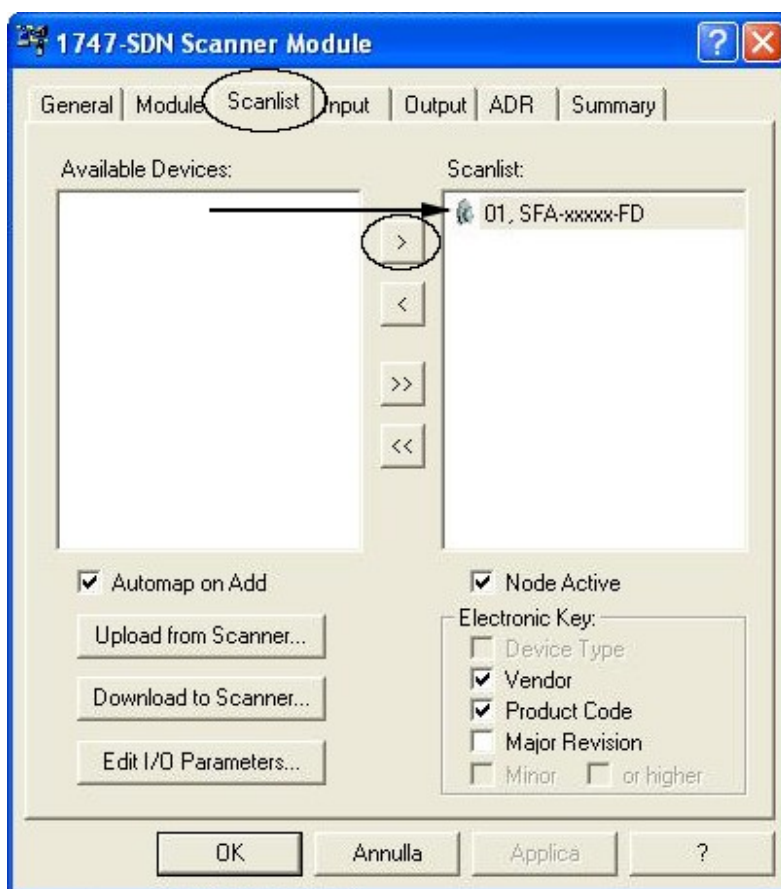 1747-SDN Scanner Module
General Module Scanlist Input Output ADR Summary
Available Devices:
Scanlist:
01, SFA-xxxxx-FD
>
<
>>
<<
Automap on Add
Node Active
Upload from Scanner...
Download to Scanner...
Edit I/O Parameters...
Electronic Key:
Device Type
Vendor
Product Code
Major Revision
Minor or higher
OK Annulla Applica ?